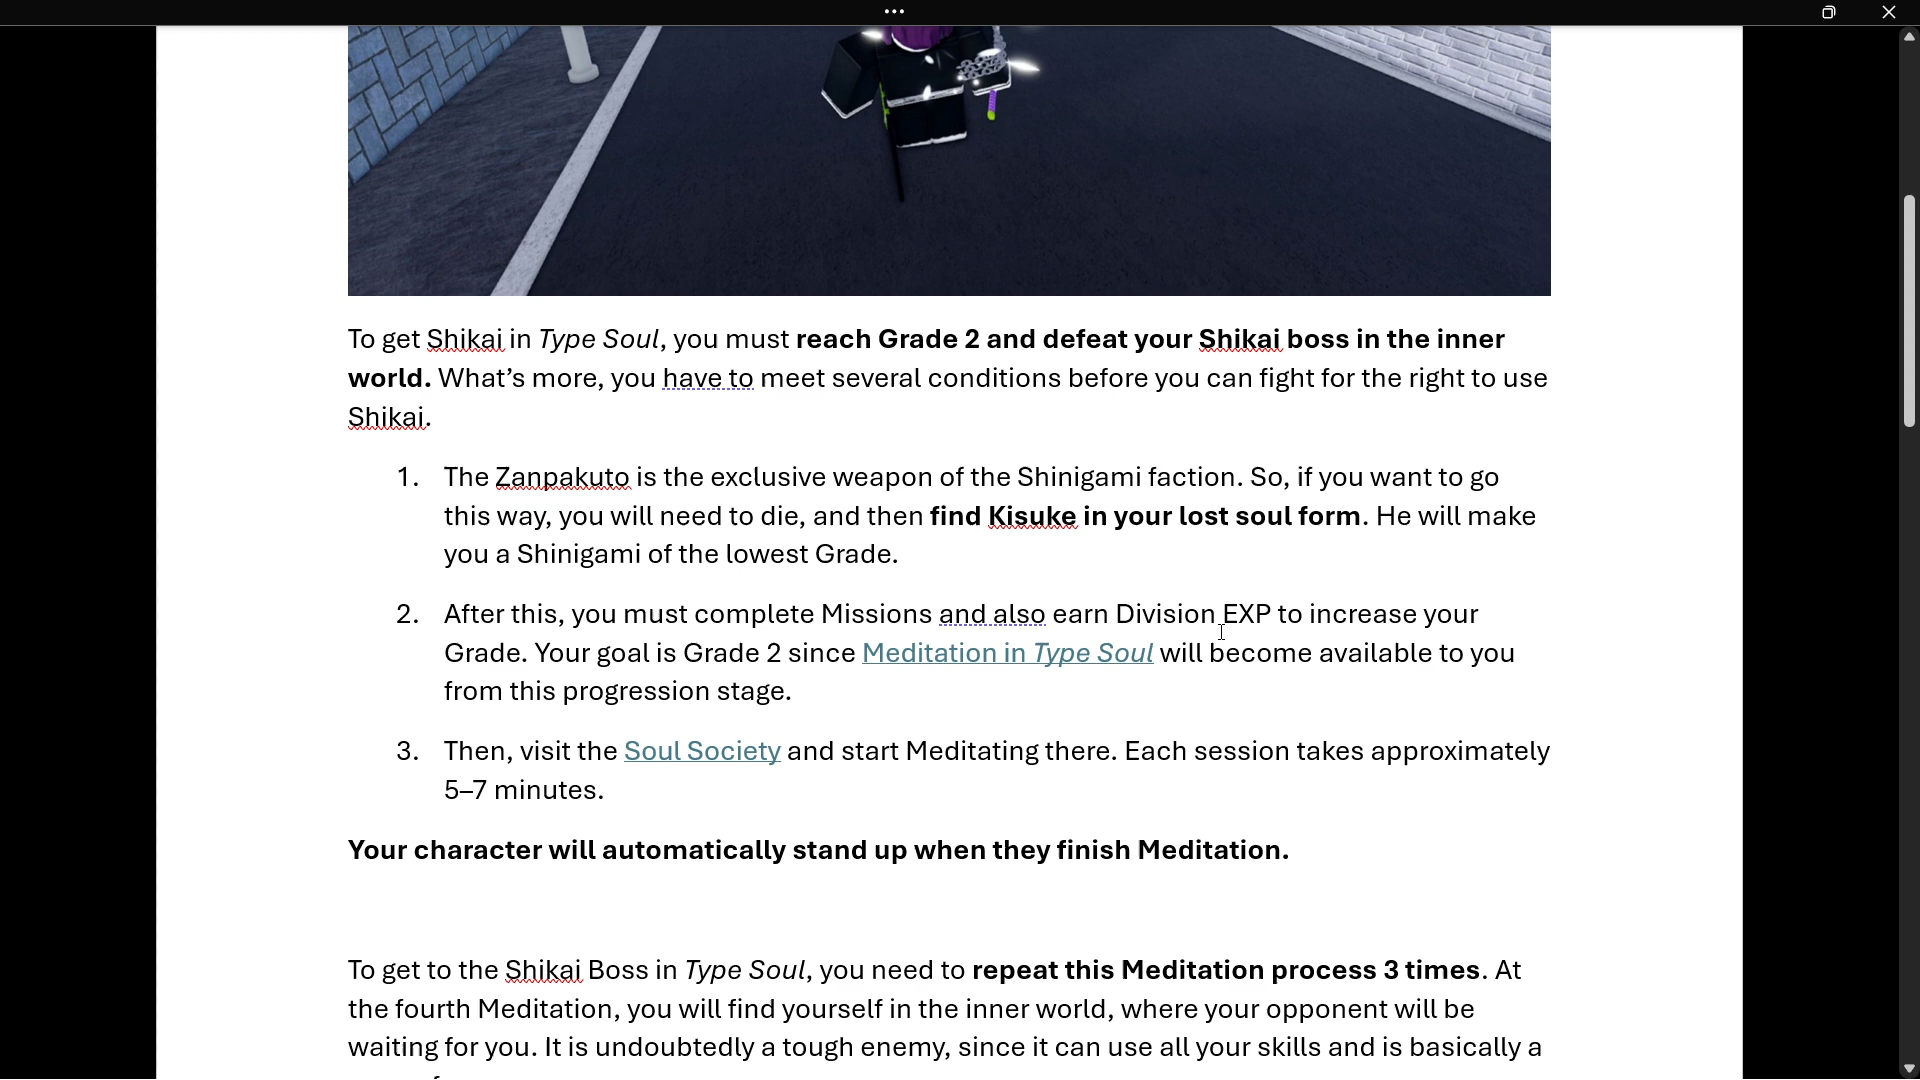 To get Shikai in Type Soul, you must reach Grade 2 and defeat your Shikai boss in the inner
world. What’s more, you have to meet several conditions before you can fight for the right to use
Shikai.
1. The Zanpakuto is the exclusive weapon of the Shinigami faction. So, if you want to go
this way, you will need to die, and then find Kisuke in your lost soul form. He will make
you a Shinigami of the lowest Grade.
2. After this, you must complete Missions and also earn Division EXP to increase your
Grade. Your goal is Grade 2 since Meditation in Type Soul will become available to you
from this progression stage.
3. Then, visit the Soul Society and start Meditating there. Each session takes approximately
5–7 minutes.
Your character will automatically stand up when they finish Meditation.
To get to the Shikai Boss in Type Soul, you need to repeat this Meditation process 3 times. At
the fourth Meditation, you will find yourself in the inner world, where your opponent will be
waiting for you. It is undoubtedly a tough enemy, since it can use all your skills and is basically a